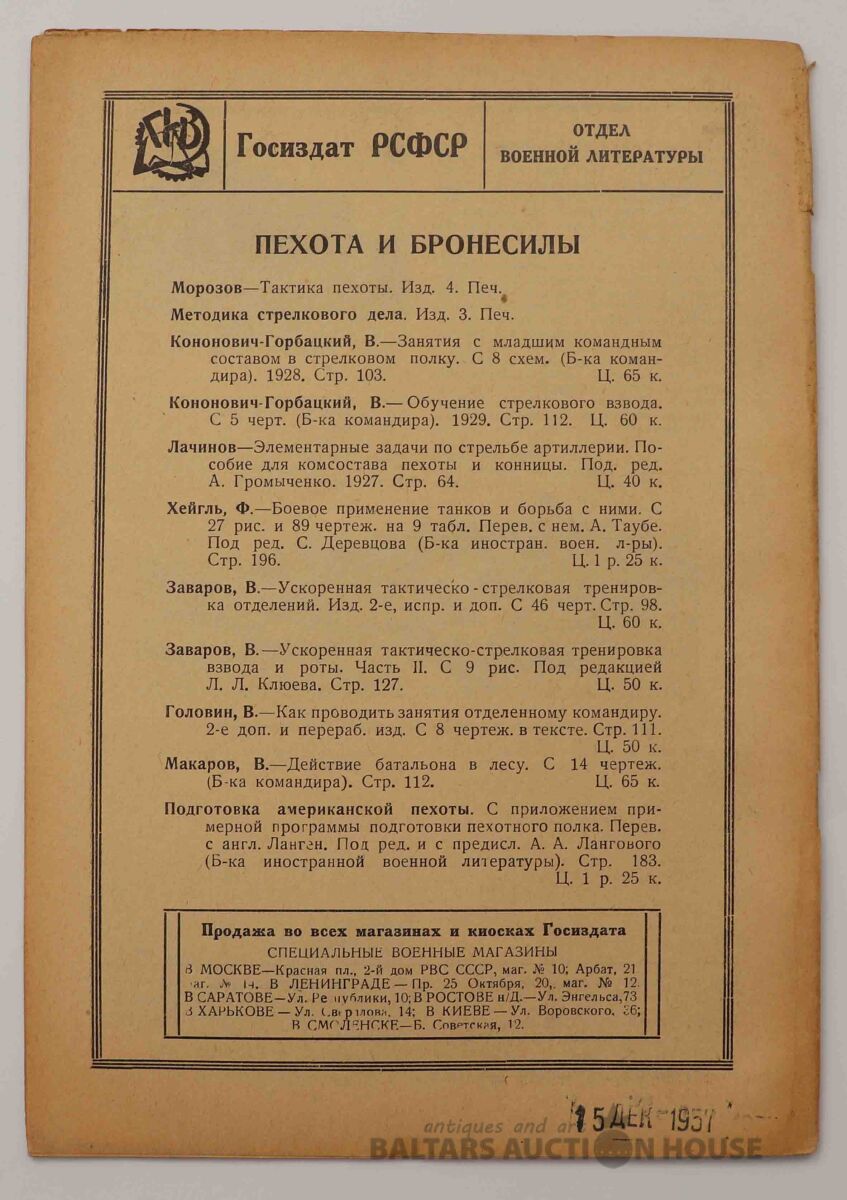 Госиздат РСФСР
ОТДЕЛ
ВОЕННОЙ ЛИТЕРАТУРЫ
ПЕХОТА И БРОНЕСИЛЫ
Морозов—Тактика пехоты. Изд. 4. Печ.
Методика стрелкового дела. Изд. 3. Печ.
Кононович-Горбацкий, В.—Занятия с младшим командным
составом в стрелковом полку. С 8 схем. (Б-ка коман-
дира). 1928. Стр. 103. Ц. 65 к.
Кононович-Горбацкий, В.—Обучение стрелкового взвода.
С 5 черт. (Б-ка командира). 1929. Стр. 112. Ц. 60 к.
Лачинов—Элементарные задачи по стрельбе артиллерии. По-
собие для комсостава пехоты и конницы. Под. ред.
А. Громыченко. 1927. Стр. 64. Ц. 40 к.
Хейгль, Ф.—Боевое применение танков и борьба с ними. С
27 рис. и 89 чертеж. на 9 табл. Перев. с нем. А. Таубе.
Под ред. С. Деревцова (Б-ка иностран. воен. л-ры).
Стр. 196. Ц. 1 р. 25 к.
Заваров, В.—Ускоренная тактическо-стрелковая трениров-
ка отделений. Изд. 2-е, испр. и доп. С 46 черт. Стр. 98.
Ц. 60 к.
Заваров, В.—Ускоренная тактическо-стрелковая тренировка
взвода и роты. Часть II. С 9 рис. Под редакцией
Л. Л. Клюева. Стр. 127. Ц. 50 к.
Головин, В.—Как проводить занятия отделенному командиру.
2-е доп. и перераб. изд. С 8 чертеж. в тексте. Стр. 111.
Ц. 50 к.
Макаров, В.—Действие батальона в лесу. С 14 чертеж.
(Б-ка командира). Стр. 112. Ц. 65 к.
Подготовка американской пехоты. С приложением при-
мерной программы подготовки пехотного полка. Перев.
с англ. Ланген. Под ред. и с предисл. А. А. Лангового
(Б-ка иностранной военной литературы). Стр. 183.
Ц. 1 р. 25 к.
Продажа во всех магазинах и киосках Госиздата
СПЕЦИАЛЬНЫЕ ВОЕННЫЕ МАГАЗИНЫ
В МОСКВЕ—Красная пл., 2-й дом РВС СССР, маг. № 10; Арбат, 21
маг. № 14. В ЛЕНИНГРАДЕ—Пр. 25 Октября, 20, маг. № 12.
В САРАТОВЕ—Ул. Республики, 10; В РОСТОВЕ н/Д.—Ул. Энгельса, 73
В ХАРЬКОВЕ—Ул. Свердлова, 14; В КИЕВЕ—Ул. Воровского, 36;
В СМОЛЕНСКЕ—Б. Советская, 12.
15 ДЕК 1957
antiques and art
BALTARS AUCTION HOUSE